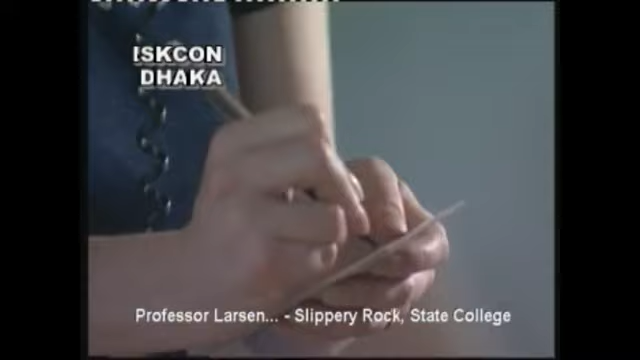 ISKCON
DHAKA
Professor Larsen... - Slippery Rock, State College